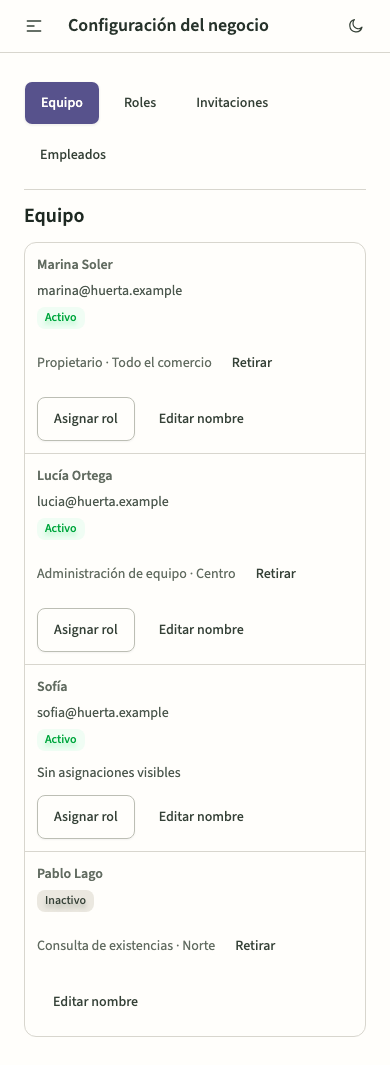 Configuración del negocio
Equipo Roles Invitaciones
Empleados
Equipo
Marina Soler
marina@huerta.example
Activo
Propietario · Todo el comercio Retirar
Asignar rol Editar nombre
Lucía Ortega
lucia@huerta.example
Activo
Administración de equipo · Centro Retirar
Asignar rol Editar nombre
Sofía
sofia@huerta.example
Activo
Sin asignaciones visibles
Asignar rol Editar nombre
Pablo Lago
Inactivo
Consulta de existencias · Norte Retirar
Editar nombre